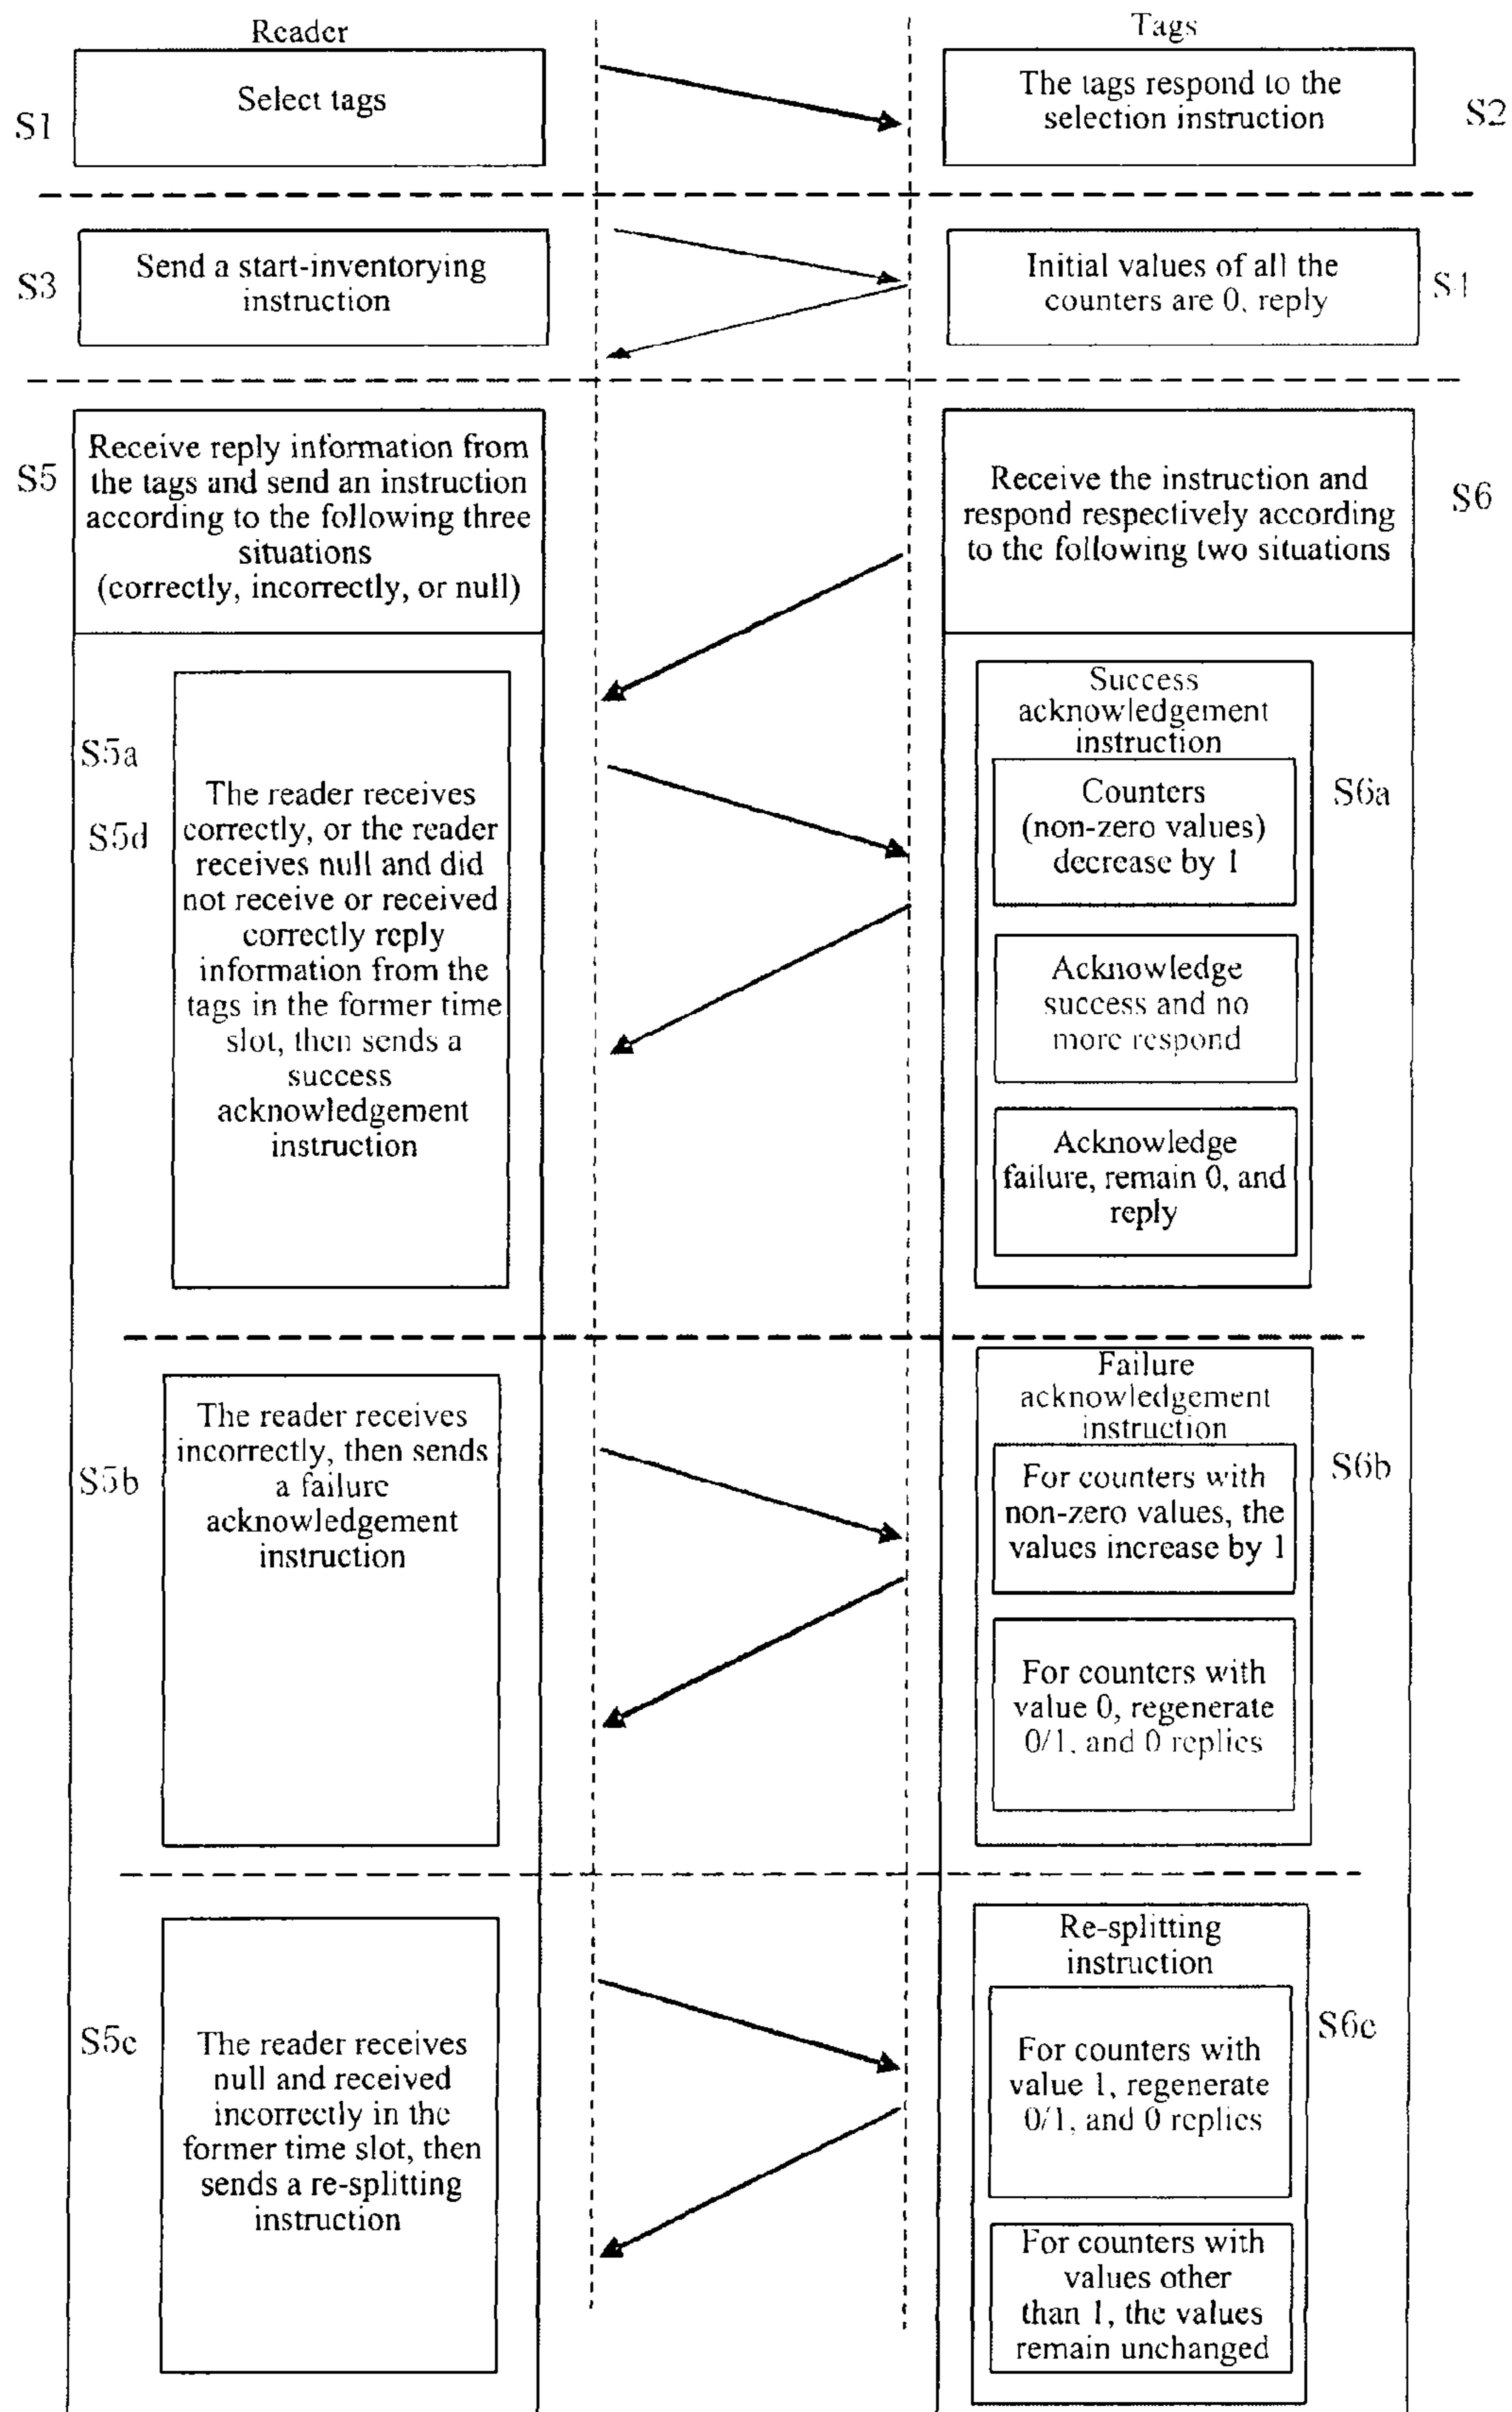 Reader
Tags
S1
Select tags
The tags respond to the
selection instruction
S2
S3
Send a start-inventorying
instruction
Initial values of all the
counters are 0, reply
S4
S5
Receive reply information from
the tags and send an instruction
according to the following three
situations
(correctly, incorrectly, or null)
Receive the instruction and
respond respectively according
to the following two situations
S6
S5a
S5d
The reader receives
correctly, or the reader
receives null and did
not receive or received
correctly reply
information from the
tags in the former time
slot, then sends a
success
acknowledgement
instruction
Success
acknowledgement
instruction
Counters
(non-zero values)
decrease by 1
S6a
Acknowledge
success and no
more respond
Acknowledge
failure, remain 0, and
reply
S5b
The reader receives
incorrectly, then sends
a failure
acknowledgement
instruction
Failure
acknowledgement
instruction
For counters with
non-zero values, the
values increase by 1
S6b
For counters with
value 0, regenerate
0/1, and 0 replies
S5c
The reader receives
null and received
incorrectly in the
former time slot, then
sends a re-splitting
instruction
Re-splitting
instruction
For counters with
value 1, regenerate
0/1, and 0 replies
S6c
For counters with
values other
than 1, the values
remain unchanged